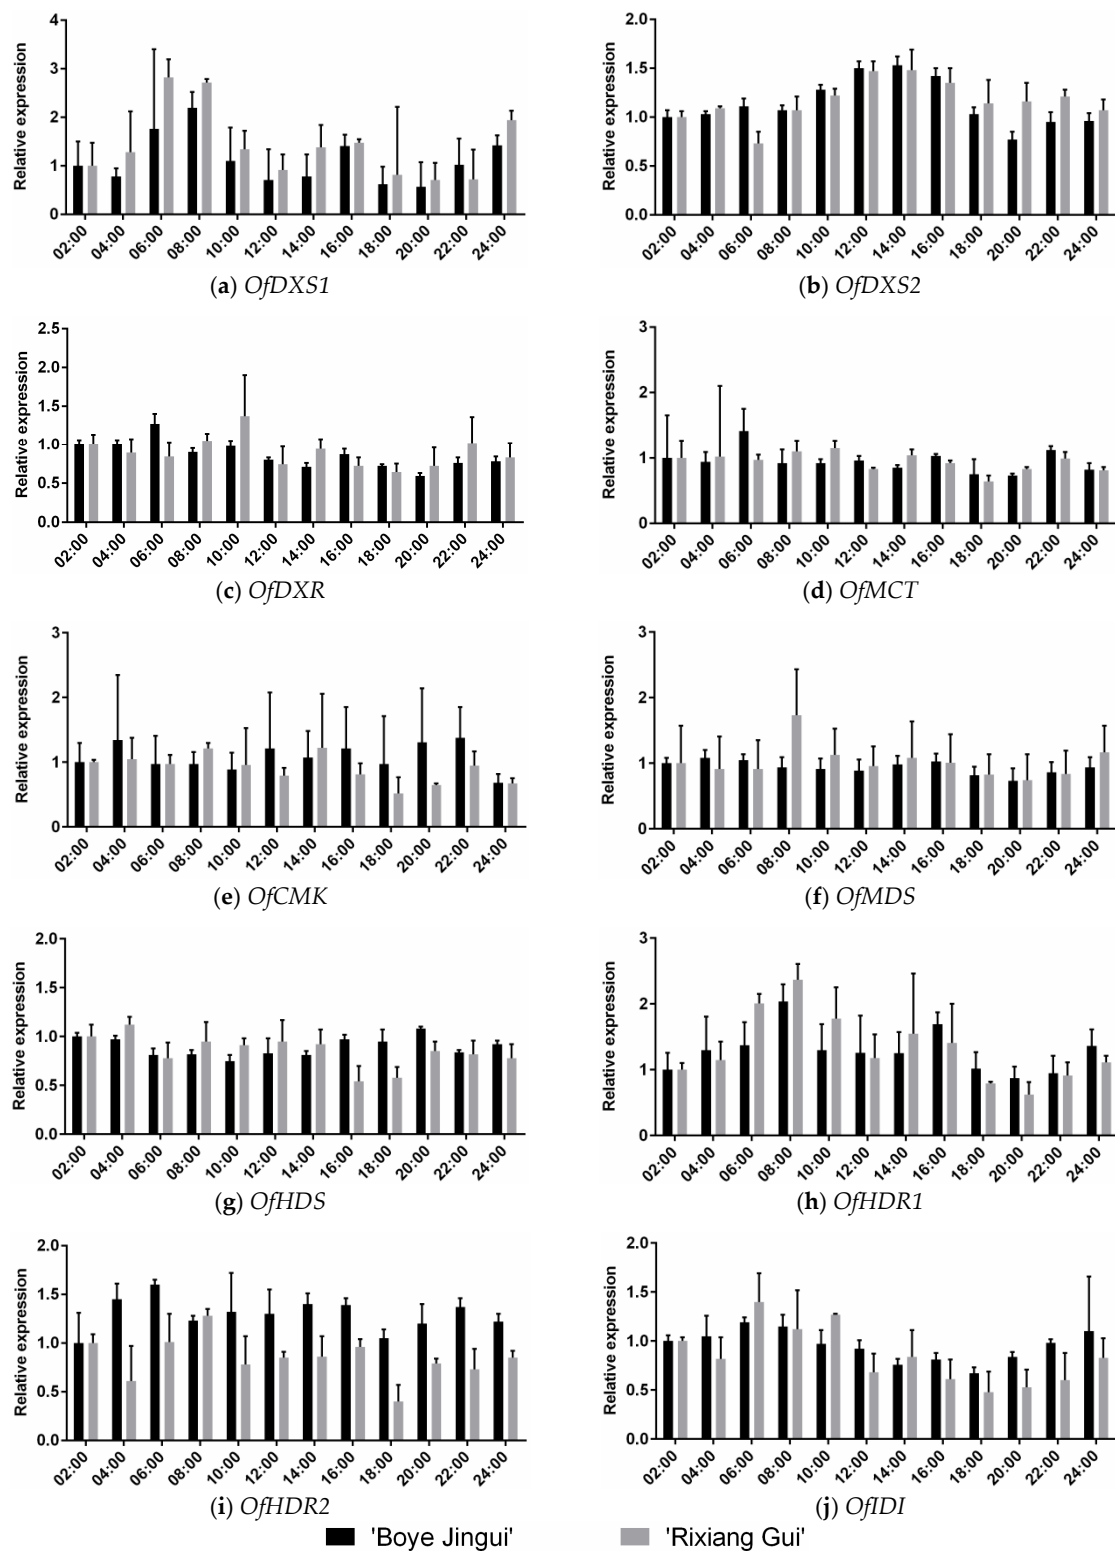 Relative expression
4
3
2
1
0
02:00 04:00 06:00 08:00 10:00 12:00 14:00 16:00 18:00 20:00 22:00 24:00
(a) OfDXS1
Relative expression
2.0
1.5
1.0
0.5
0.0
02:00 04:00 06:00 08:00 10:00 12:00 14:00 16:00 18:00 20:00 22:00 24:00
(b) OfDXS2
Relative expression
2.5
2.0
1.5
1.0
0.5
0.0
02:00 04:00 06:00 08:00 10:00 12:00 14:00 16:00 18:00 20:00 22:00 24:00
(c) OfDXR
Relative expression
3
2
1
0
02:00 04:00 06:00 08:00 10:00 12:00 14:00 16:00 18:00 20:00 22:00 24:00
(d) OfMCT
Relative expression
3
2
1
0
02:00 04:00 06:00 08:00 10:00 12:00 14:00 16:00 18:00 20:00 22:00 24:00
(e) OfCMK
Relative expression
3
2
1
0
02:00 04:00 06:00 08:00 10:00 12:00 14:00 16:00 18:00 20:00 22:00 24:00
(f) OfMDS
Relative expression
2.0
1.5
1.0
0.5
0.0
02:00 04:00 06:00 08:00 10:00 12:00 14:00 16:00 18:00 20:00 22:00 24:00
(g) OfHDS
Relative expression
3
2
1
0
02:00 04:00 06:00 08:00 10:00 12:00 14:00 16:00 18:00 20:00 22:00 24:00
(h) OfHDR1
Relative expression
2.0
1.5
1.0
0.5
0.0
02:00 04:00 06:00 08:00 10:00 12:00 14:00 16:00 18:00 20:00 22:00 24:00
(i) OfHDR2
Relative expression
2.0
1.5
1.0
0.5
0.0
02:00 04:00 06:00 08:00 10:00 12:00 14:00 16:00 18:00 20:00 22:00 24:00
(j) OfIDI
'Boye Jingui' 'Rixiang Gui'